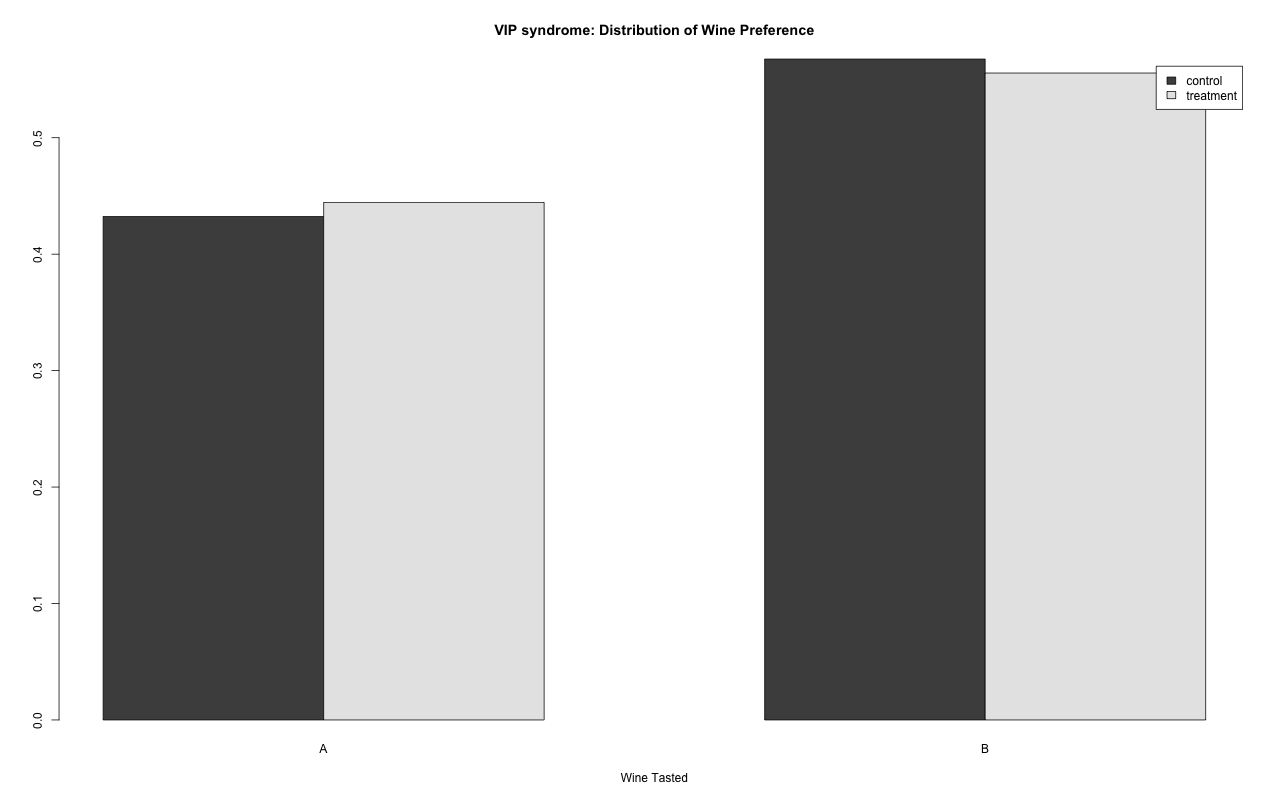 VIP syndrome: Distribution of Wine Preference
control
treatment
0.5
0.4
0.3
0.2
0.1
0.0
A
B
Wine Tasted